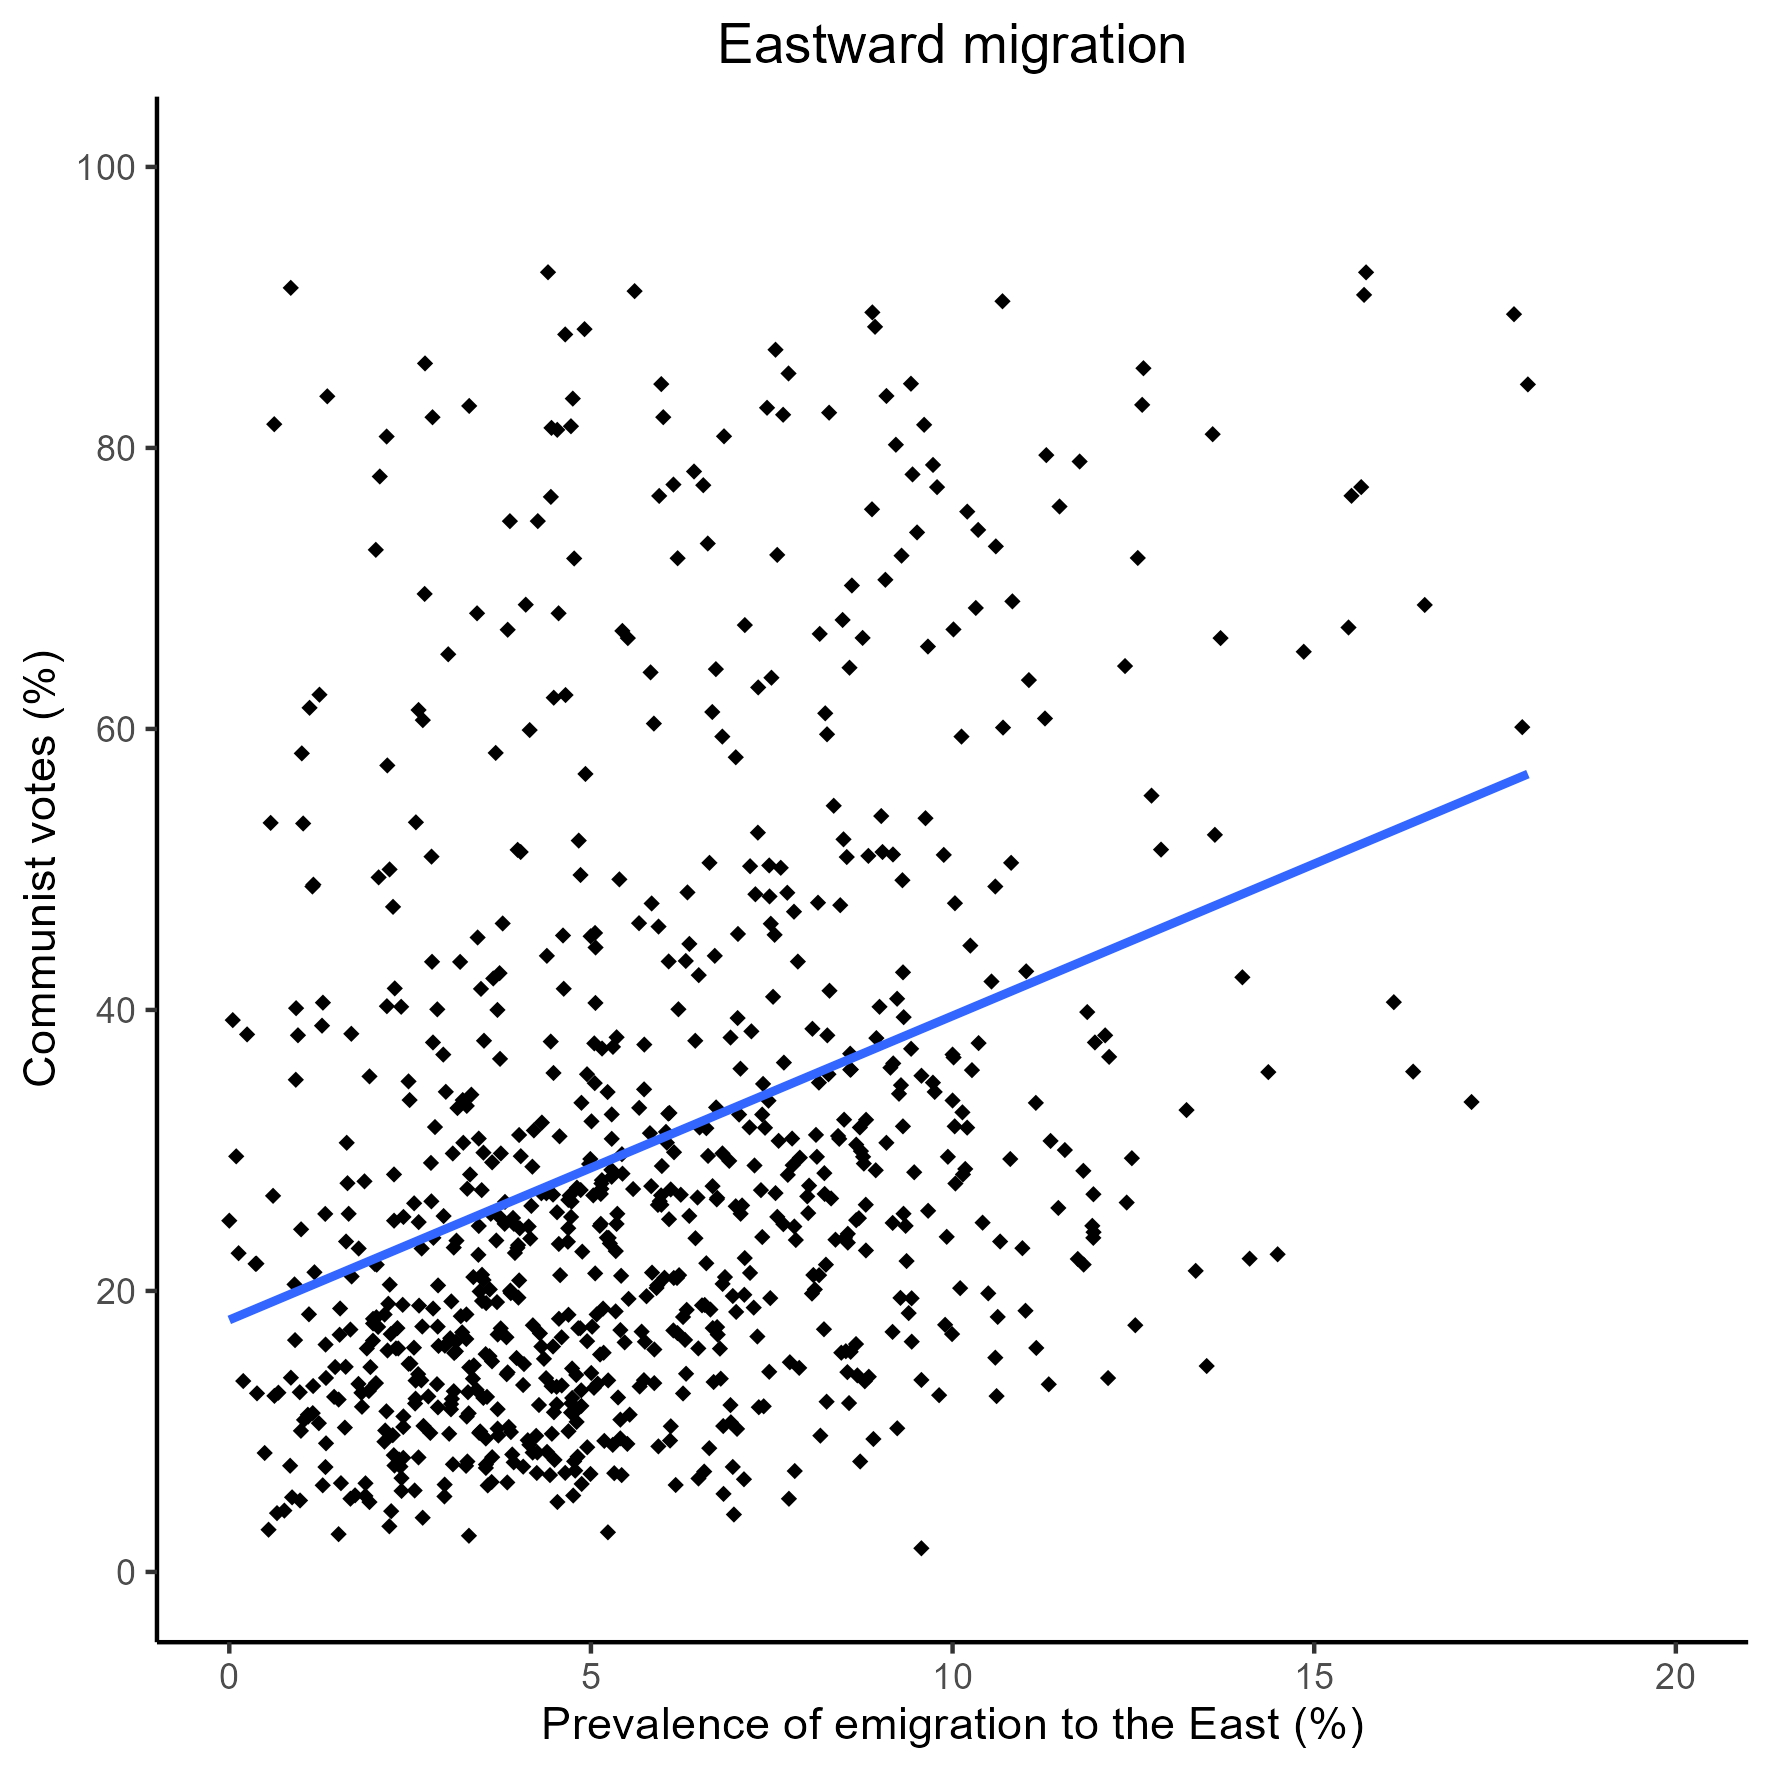 Eastward migration
100
80
60
40
20
0
Communist votes (%)
0 5 10 15 20
Prevalence of emigration to the East (%)